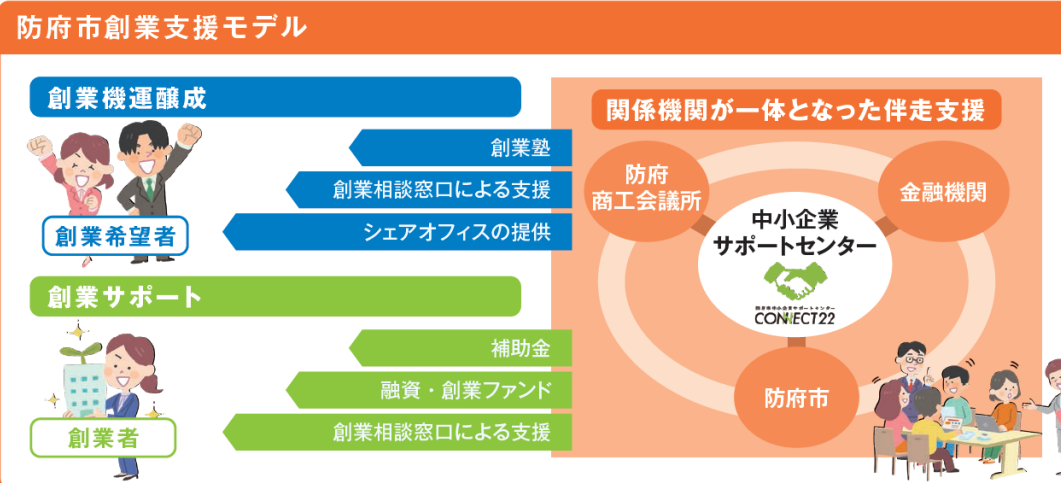 防府市創業支援モデル
創業機運醸成
創業塾
創業相談窓口による支援
シェアオフィスの提供
創業希望者
創業サポート
補助金
融資・創業ファンド
創業相談窓口による支援
創業者
関係機関が一体となった伴走支援
防府
商工会議所
金融機関
中小企業
サポートセンター
CONNECT22
防府市